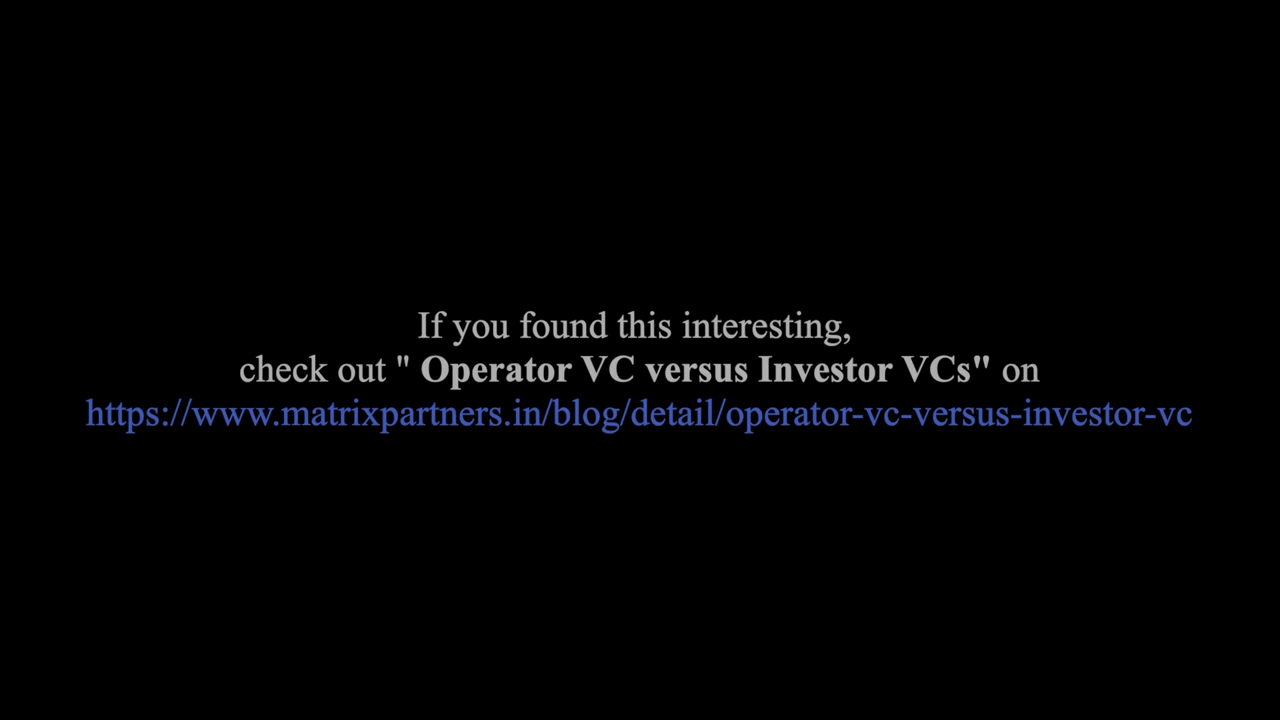 If you found this interesting,
check out " Operator VC versus Investor VCs" on
https://www.matrixpartners.in/blog/detail/operator-vc-versus-investor-vc